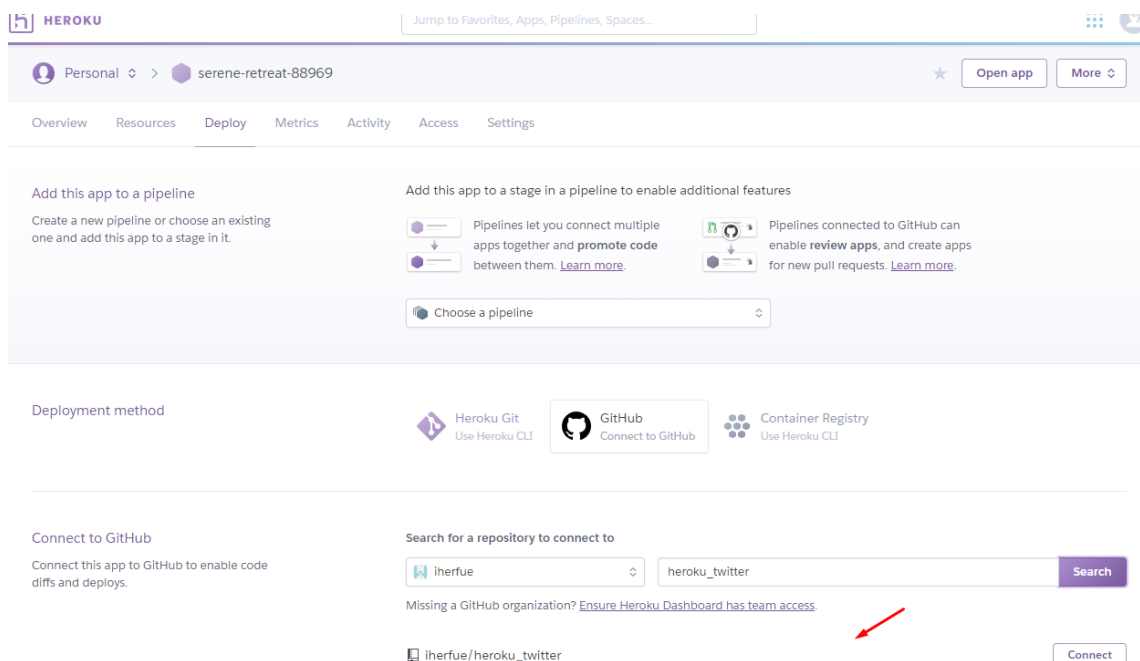 HEROKU
Jump to Favorites, Apps, Pipelines, Spaces...
Personal > serene-retreat-88969
Open app
More
Overview Resources Deploy Metrics Activity Access Settings
Add this app to a pipeline
Create a new pipeline or choose an existing
one and add this app to a stage in it.
Add this app to a stage in a pipeline to enable additional features
Pipelines let you connect multiple
apps together and promote code
between them. Learn more.
Pipelines connected to GitHub can
enable review apps, and create apps
for new pull requests. Learn more.
Choose a pipeline
Deployment method
Heroku Git
Use Heroku CLI
GitHub
Connect to GitHub
Container Registry
Use Heroku CLI
Connect to GitHub
Connect this app to GitHub to enable code
diffs and deploys.
Search for a repository to connect to
iherfue
heroku_twitter
Search
Missing a GitHub organization? Ensure Heroku Dashboard has team access.
iherfue/heroku_twitter
Connect